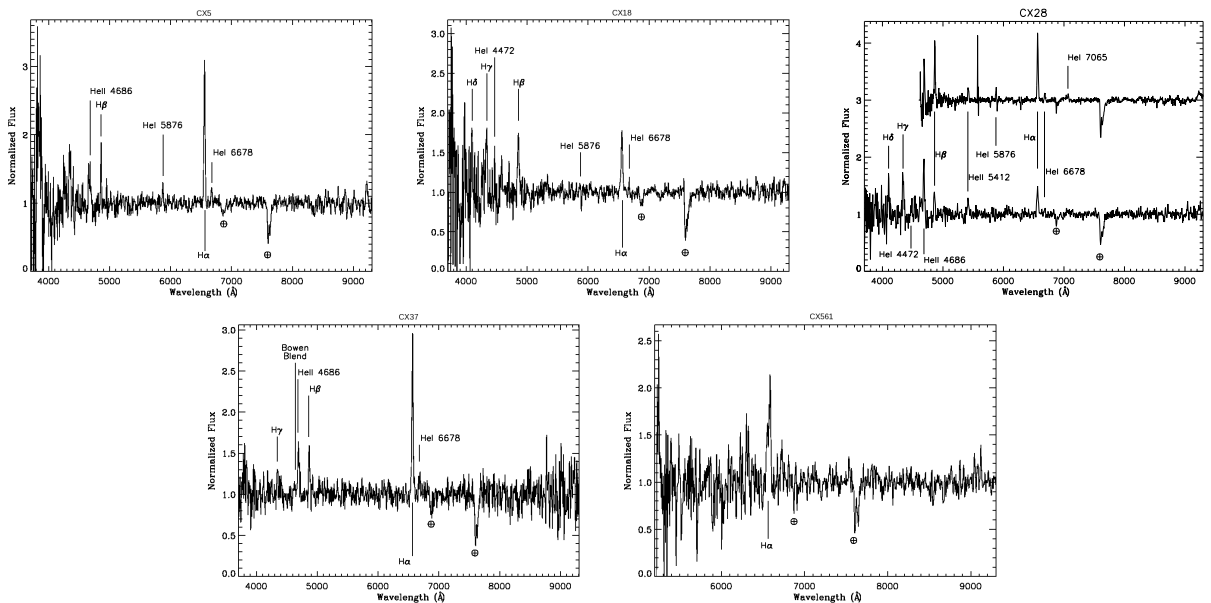 CX5
Normalized Flux
3
2
1
0
HeII 4686
Hβ
HeI 5876
HeI 6678
Hα
⊕
⊕
4000 5000 6000 7000 8000 9000
Wavelength (Å)
CX18
Normalized Flux
3.0
2.5
2.0
1.5
1.0
0.5
0.0
HeI 4472
Hγ
Hδ
Hβ
HeI 5876
HeI 6678
Hα
⊕
⊕
4000 5000 6000 7000 8000 9000
Wavelength (Å)
CX28
Normalized Flux
4
3
2
1
0
HeI 7065
Hγ
Hδ
Hβ
HeI 5876
Hα
HeI 6678
HeII 5412
HeI 4472
HeII 4686
⊕
⊕
4000 5000 6000 7000 8000 9000
Wavelength (Å)
CX37
Normalized Flux
3.0
2.5
2.0
1.5
1.0
0.5
0.0
Bowen
Blend
HeII 4686
Hβ
Hγ
HeI 6678
Hα
⊕
⊕
4000 5000 6000 7000 8000 9000
Wavelength (Å)
CX561
Normalized Flux
2.5
2.0
1.5
1.0
0.5
0.0
Hα
⊕
⊕
6000 7000 8000 9000
Wavelength (Å)